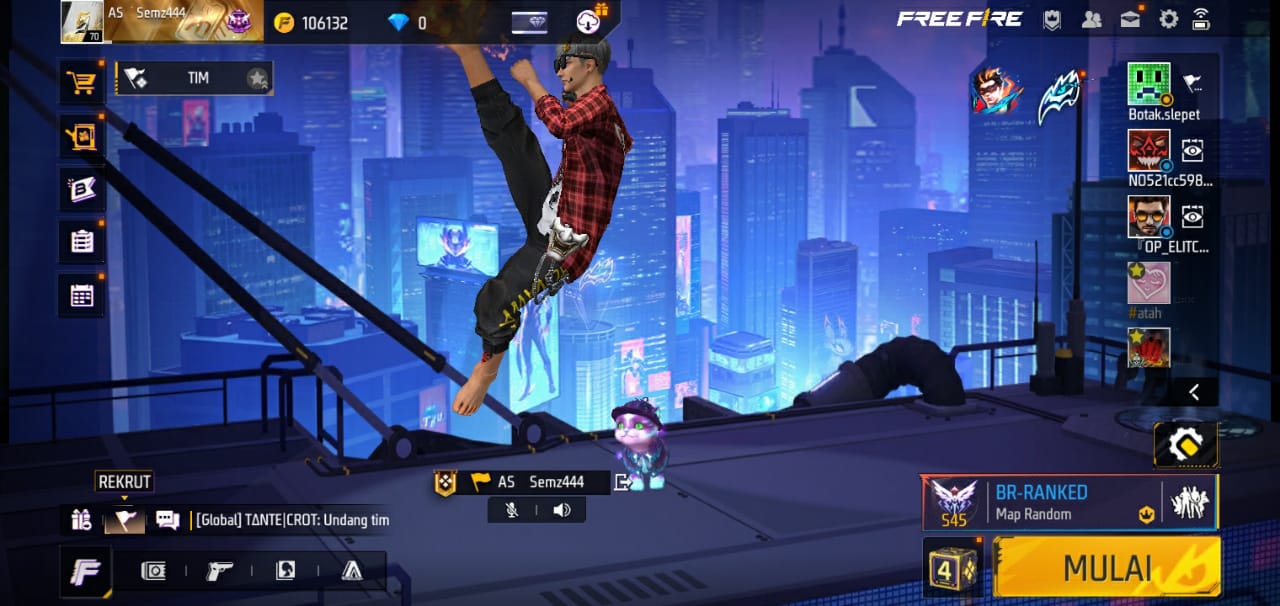 AS Semz444
70
106132
0
FREE FIRE
TIM
Botak.slepet
NO521cc598...
OP_ELITC...
#atah
REKRUT
AS Semz444
[Global] TΔNTE|CROT: Undang tim
545
BR-RANKED
Map Random
4
MULAI